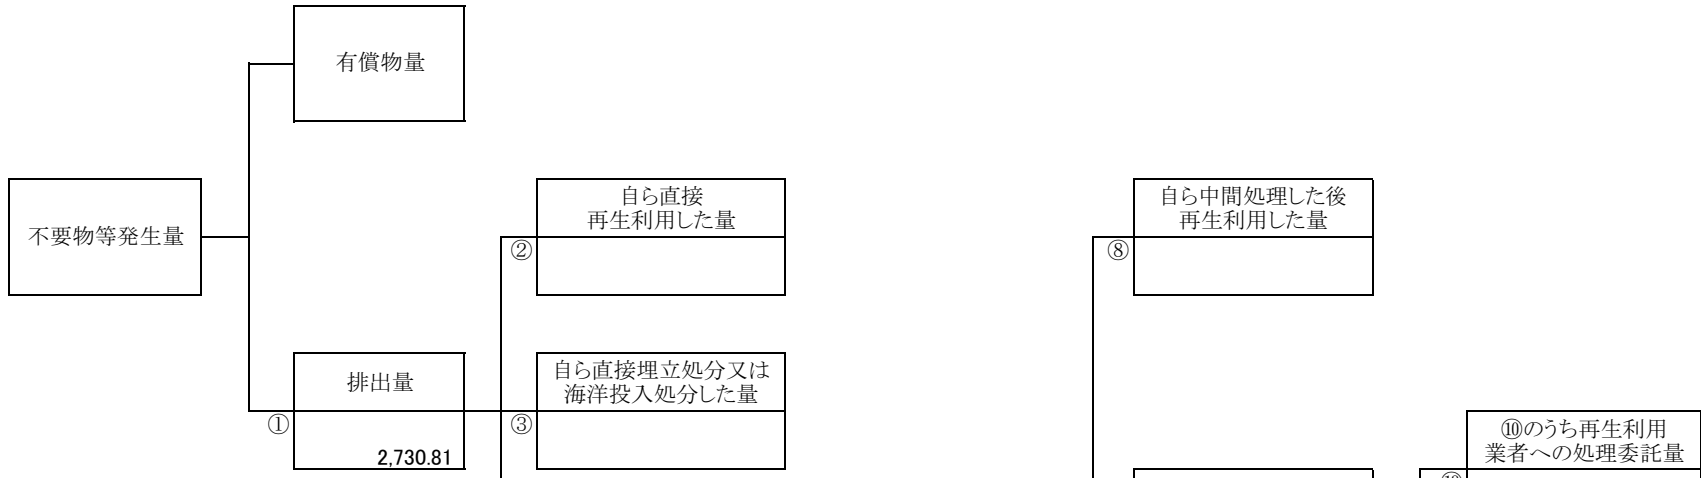 有償物量
不要物等発生量
自ら直接
再生利用した量
②
自ら中間処理した後
再生利用した量
⑧
排出量
①
2,730.81
自ら直接埋立処分又は
海洋投入処分した量
③
⑩のうち再生利用
業者への処理委託量